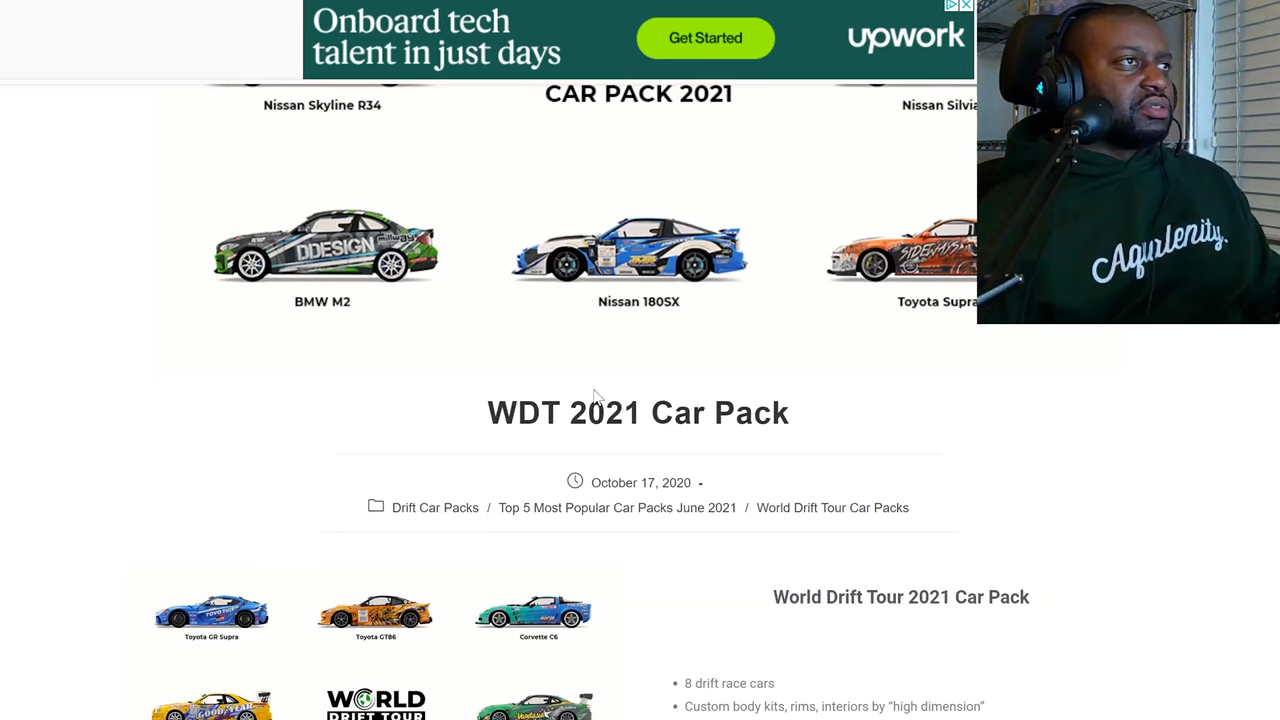 Onboard tech
talent in just days
Get Started
upwork
Nissan Skyline R34
CAR PACK 2021
Nissan Silvia
DDESIGN
SIDEWAYS
BMW M2
Nissan 180SX
Toyota Supra
Aqualenity.
WDT 2021 Car Pack
October 17, 2020 -
Drift Car Packs / Top 5 Most Popular Car Packs June 2021 / World Drift Tour Car Packs
World Drift Tour 2021 Car Pack
Toyota GR Supra
Toyota GT86
Corvette C6
• 8 drift race cars
GOOD YEAR
WORLD
DRIFT TOUR
• Custom body kits, rims, interiors by “high dimension”